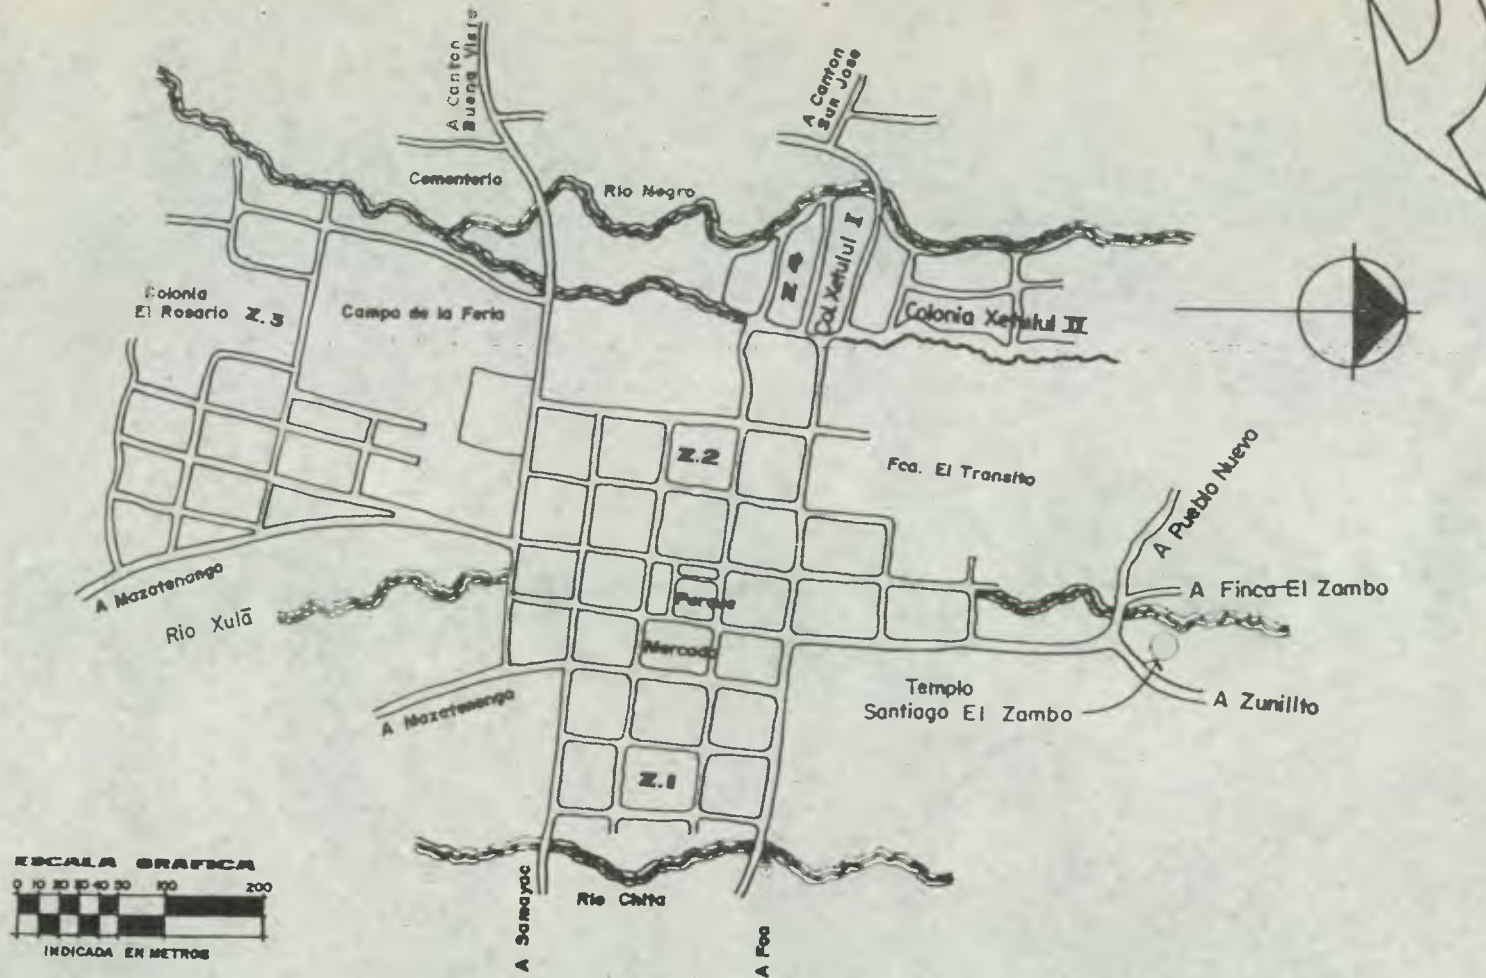 A Canton
Buena Vista
A Canton
San Jose
Cementerio
Rio Negro
Colonia
El Rosario Z.3
Campo de la Feria
Z 4
Col. Xetulul I
Colonia Xetulul II
Z.2
Fca. El Transito
A Pueblo Nuevo
A Finca El Zambo
A Mazatenango
Rio Xulā
Parque
Mercado
Templo
Santiago El Zambo
A Zunilito
A Mazatenango
Z.1
Rio Chita
A Samayac
A Fca
ESCALA GRAFICA
0 10 20 30 40 50 100 200
INDICADA EN METROS